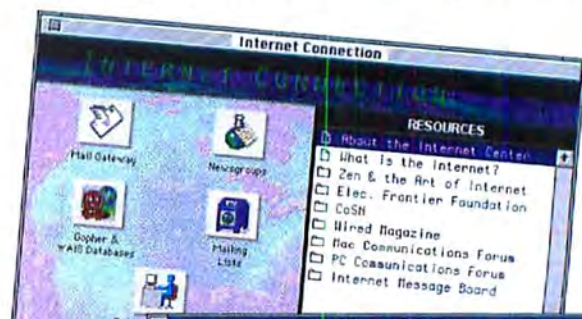 Internet Connection
INTERNET CONNECTION
Mail Gateway
Newsgroups
Gopher &
WAIS Databases
Mailing
Lists
RESOURCES
About the Internet Center
What Is the Internet?
Zen & the Art of Internet
Elec. Frontier Foundation
CoSN
Wired Magazine
Mac Communications Forum
PC Communications Forum
Internet Message Board